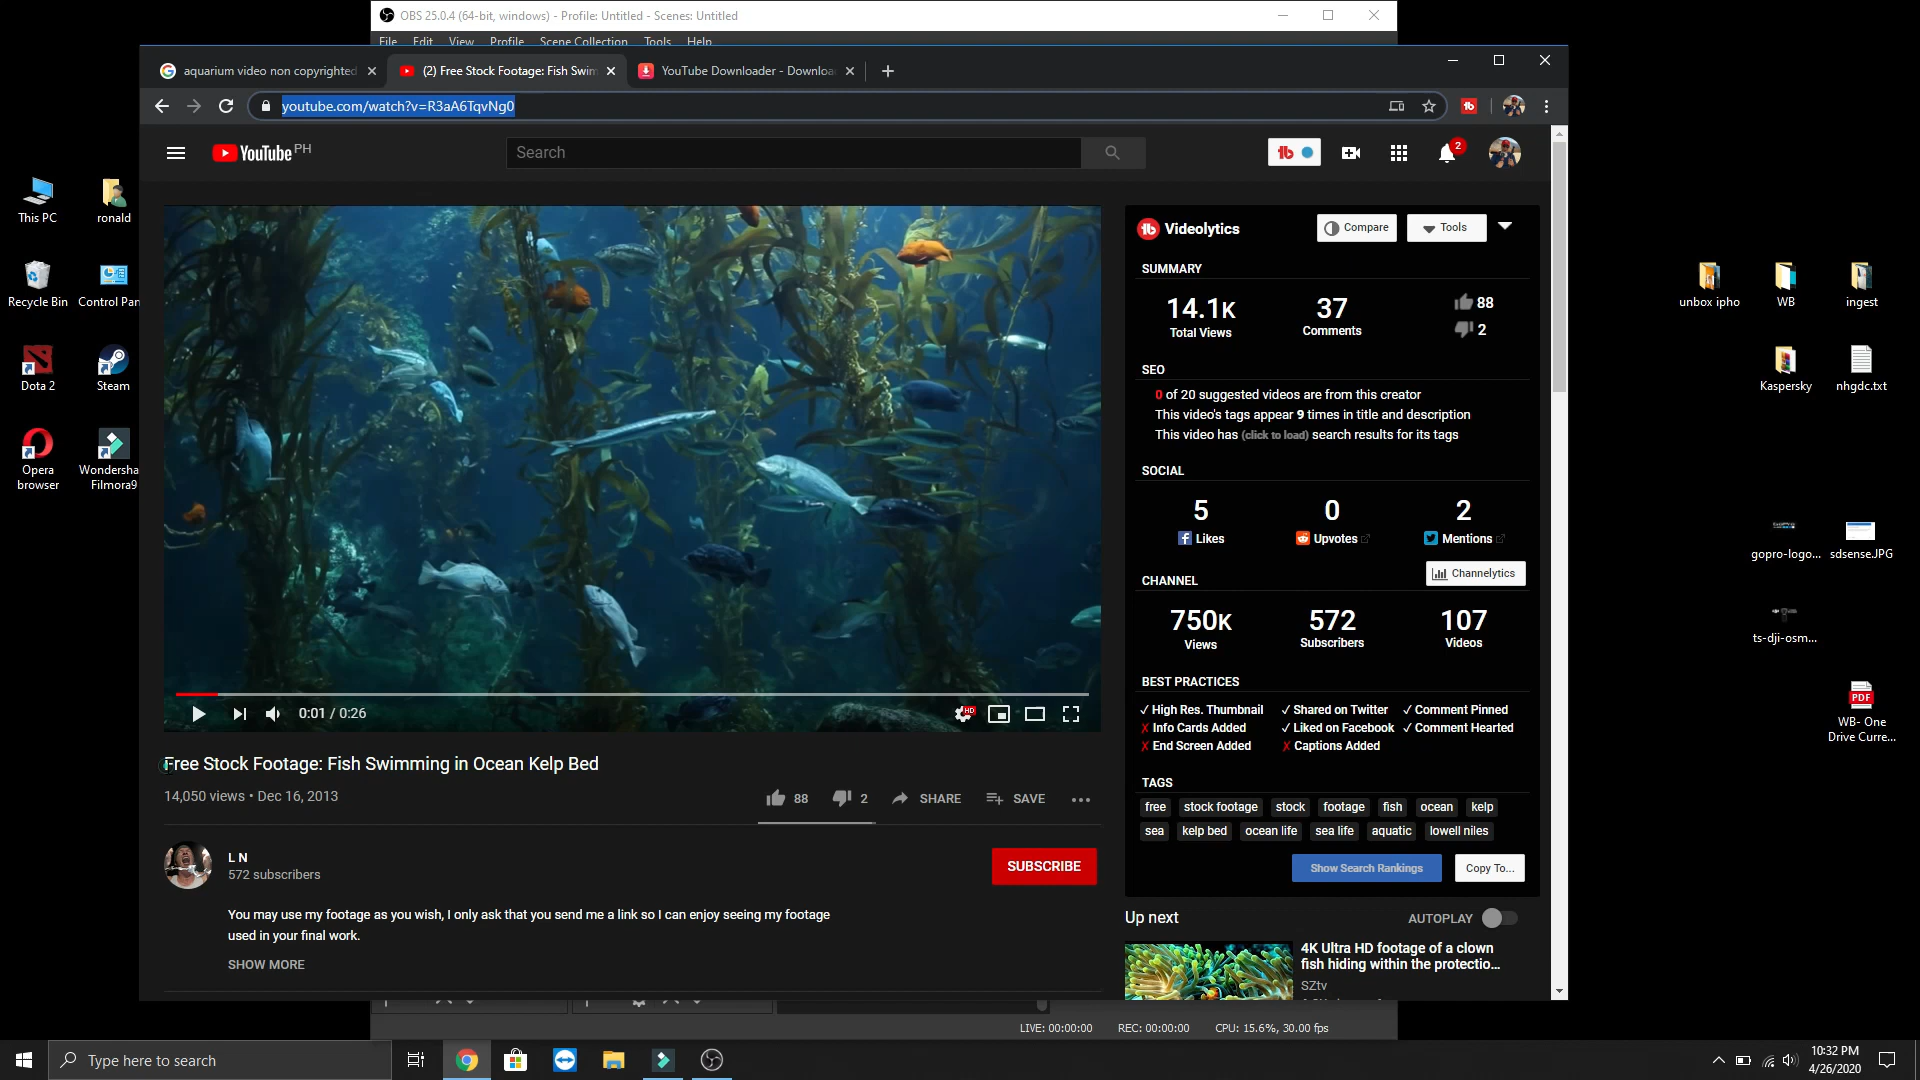 OBS 25.0.4 (64-bit, windows) - Profile: Untitled - Scenes: Untitled
File Edit View Profile Scene Collection Tools Help
aquarium video non copyrighted
(2) Free Stock Footage: Fish Swim
YouTube Downloader - Downloa
youtube.com/watch?v=R3aA6TqvNg0
YouTube PH
Search
2
This PC
ronald
Recycle Bin
Control Pan
Dota 2
Steam
Opera browser
Wondersha
Filmora9
Videolytics
Compare
Tools
SUMMARY
14.1K
Total Views
37
Comments
88
2
SEO
0 of 20 suggested videos are from this creator
This video's tags appear 9 times in title and description
This video has (click to load) search results for its tags
SOCIAL
5
Likes
0
Upvotes
2
Mentions
CHANNEL
Channelytics
750K
Views
572
Subscribers
107
Videos
BEST PRACTICES
✓ High Res. Thumbnail ✓ Shared on Twitter ✓ Comment Pinned
✗ Info Cards Added ✓ Liked on Facebook ✓ Comment Hearted
✗ End Screen Added ✗ Captions Added
TAGS
free stock footage stock footage fish ocean kelp
sea kelp bed ocean life sea life aquatic lowell niles
Show Search Rankings
Copy To...
0:01 / 0:26
HD
Free Stock Footage: Fish Swimming in Ocean Kelp Bed
14,050 views • Dec 16, 2013
88
2
SHARE
SAVE
L N
572 subscribers
SUBSCRIBE
You may use my footage as you wish, I only ask that you send me a link so I can enjoy seeing my footage
used in your final work.
SHOW MORE
Up next
AUTOPLAY
4K Ultra HD footage of a clown
fish hiding within the protectio...
SZtv
unbox ipho
WB
ingest
Kaspersky
nhgdc.txt
gopro-logo...
sdsense.JPG
ts-dji-osm...
PDF
WB- One
Drive Curre...
LIVE: 00:00:00 REC: 00:00:00 CPU: 15.6%, 30.00 fps
Type here to search
10:32 PM
4/26/2020